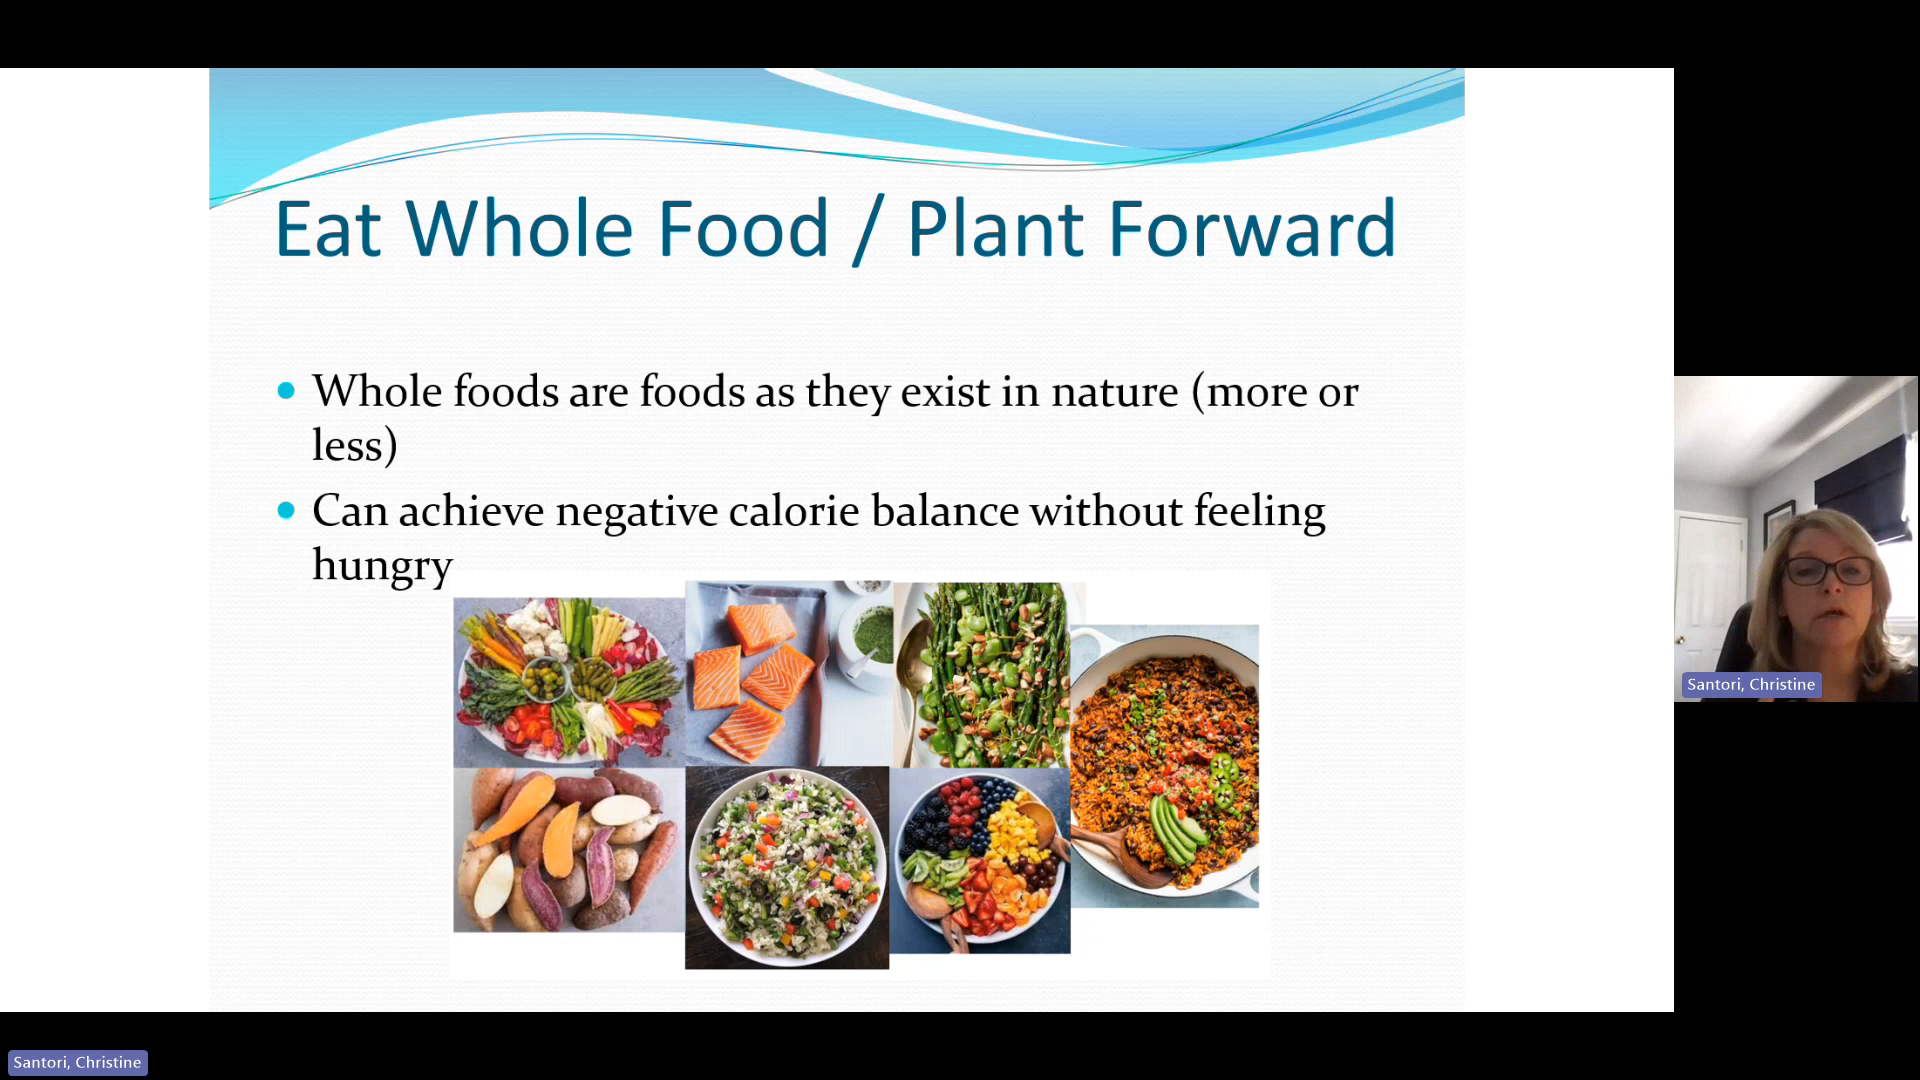 Eat Whole Food / Plant Forward
Whole foods are foods as they exist in nature (more or
less)
Can achieve negative calorie balance without feeling
hungry
Santori, Christine
Santori, Christine